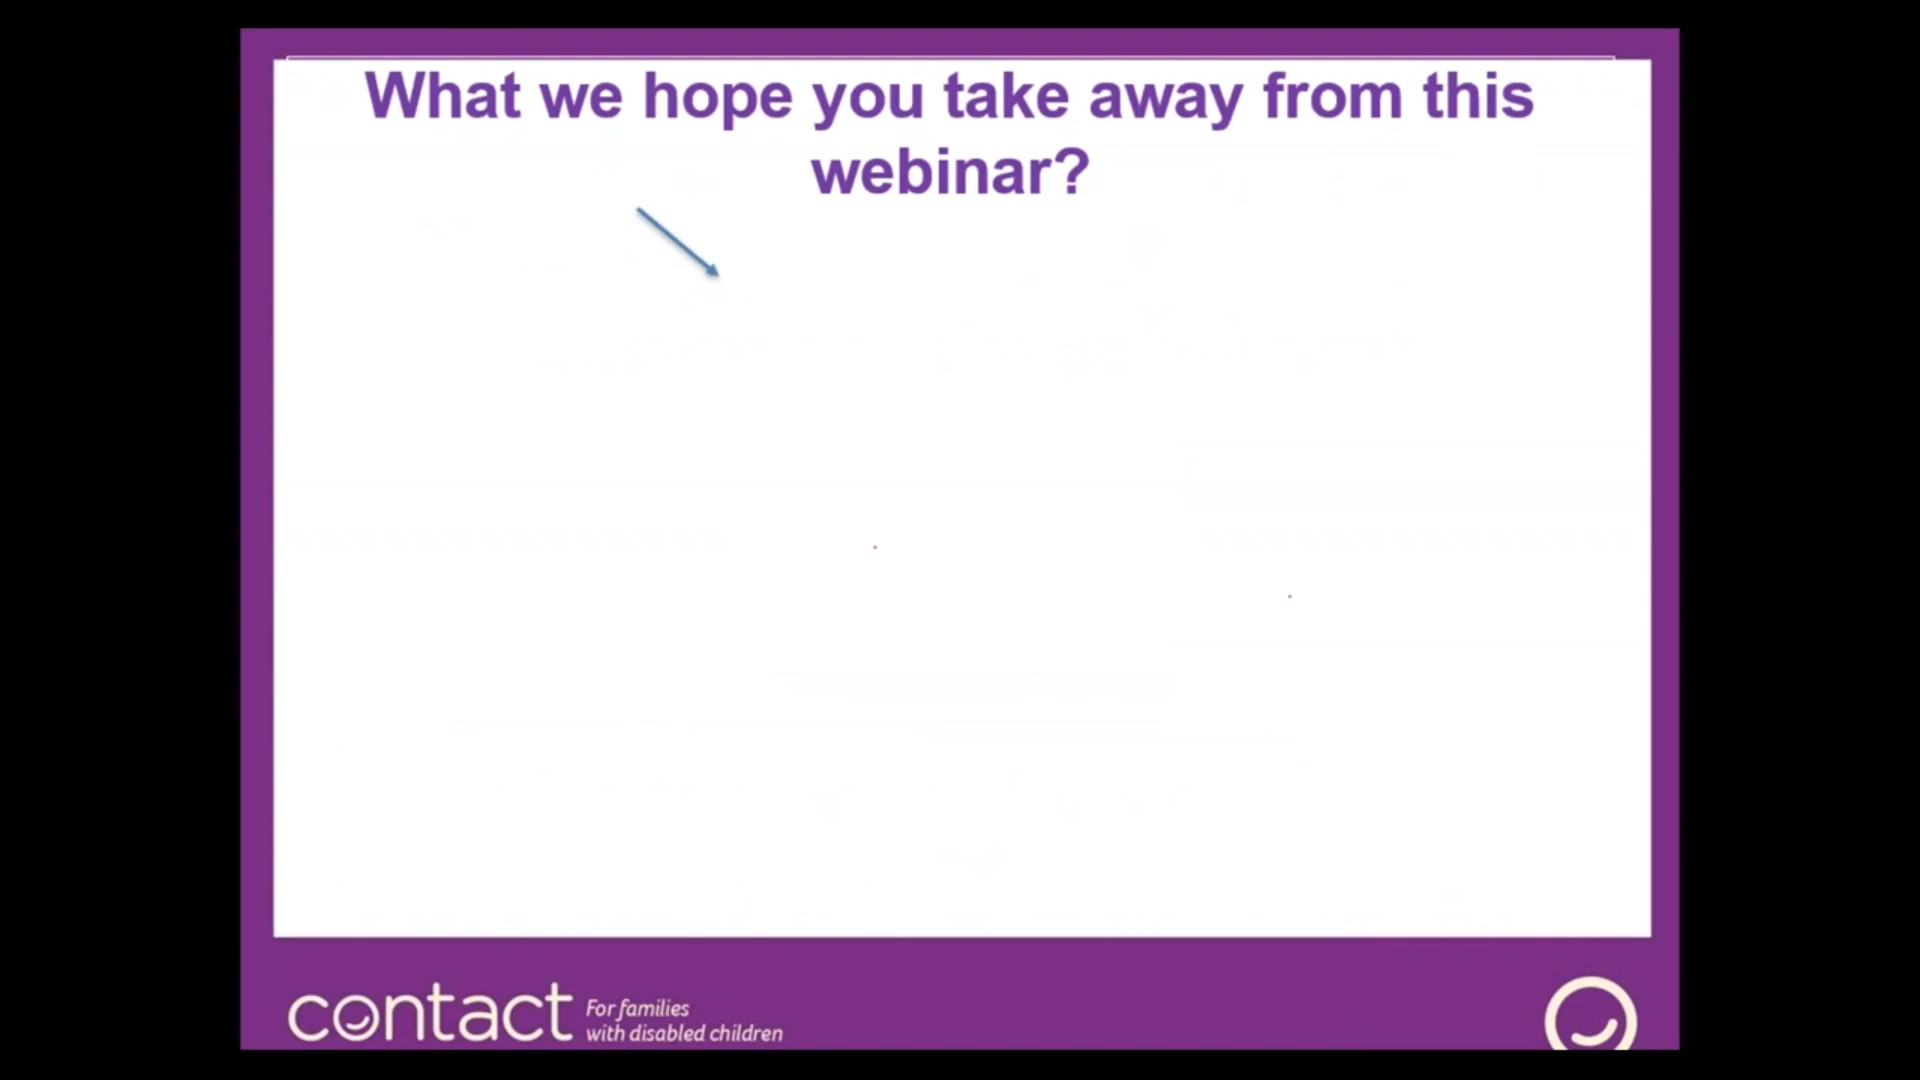 What we hope you take away from this
webinar?
contact
For families
with disabled children